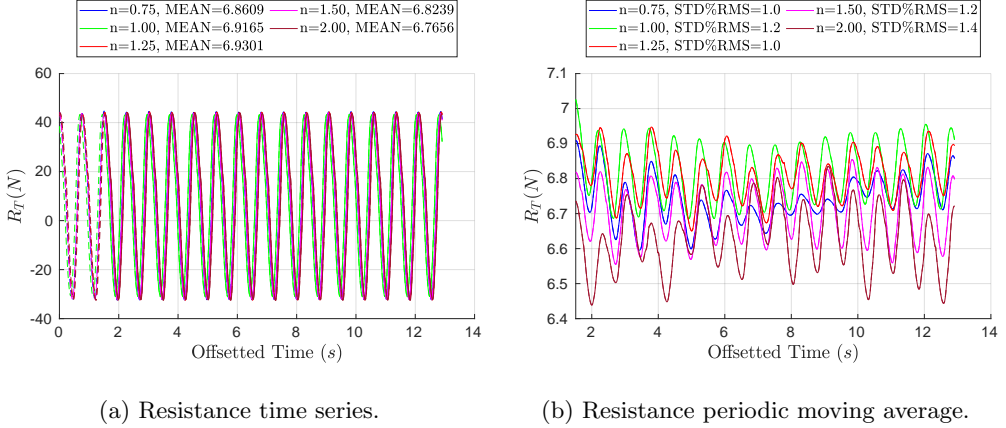 n=0.75, MEAN=6.8609 n=1.50, MEAN=6.8239
n=1.00, MEAN=6.9165 n=2.00, MEAN=6.7656
n=1.25, MEAN=6.9301
60
40
20
0
-20
-40
0 2 4 6 8 10 12 14
R_T(N)
Offsetted Time (s)
(a) Resistance time series.
n=0.75, STD%RMS=1.0 n=1.50, STD%RMS=1.2
n=1.00, STD%RMS=1.2 n=2.00, STD%RMS=1.4
n=1.25, STD%RMS=1.0
7.1
7
6.9
6.8
6.7
6.6
6.5
6.4
2 4 6 8 10 12 14
R_T(N)
Offsetted Time (s)
(b) Resistance periodic moving average.